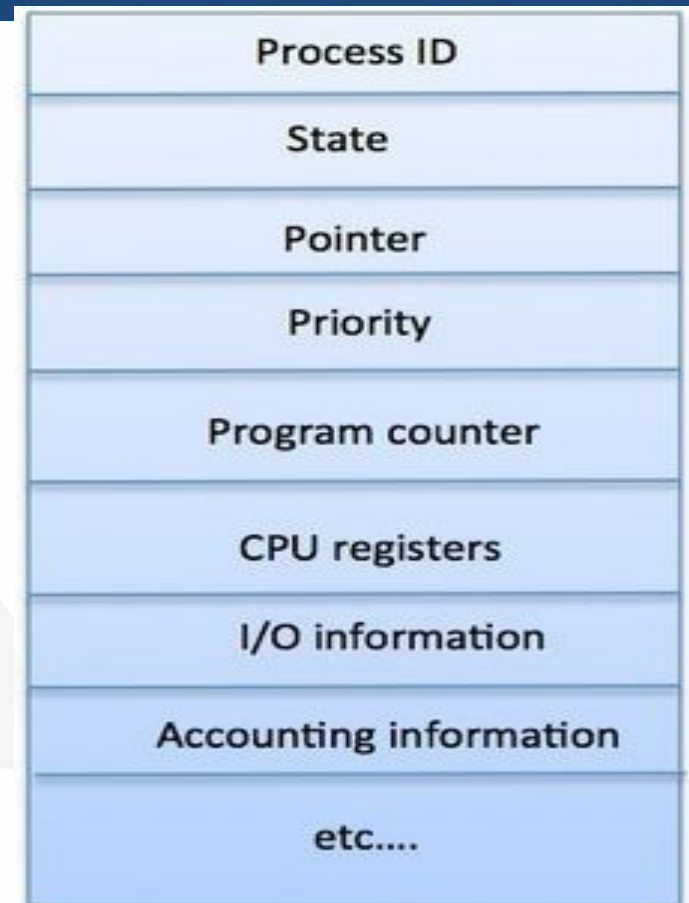 Process ID
State
Pointer
Priority
Program counter
CPU registers
I/O information
Accounting information
etc....